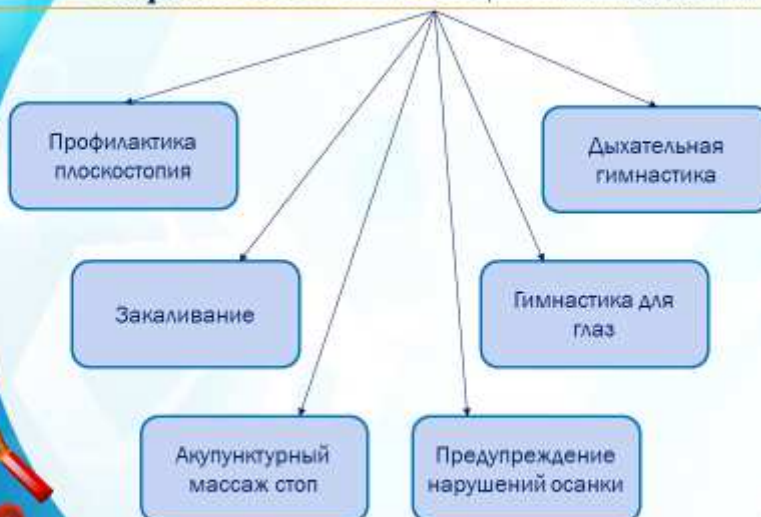 Профилактика
плоскостопия
Дыхательная
гимнастика
Закаливание
Гимнастика для
глаз
Акупунктурный
массаж стоп
Предупреждение
нарушений осанки